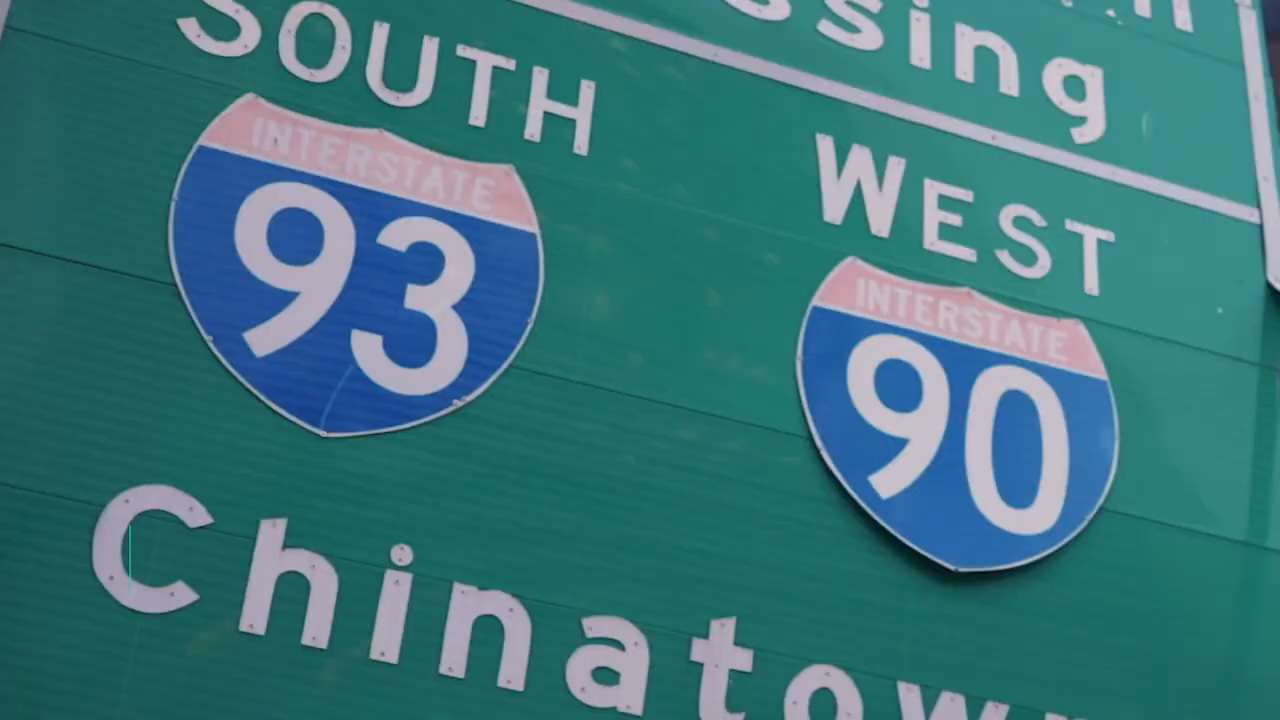 ssing
SOUTH
WEST
INTERSTATE
93
INTERSTATE
90
Chinatow